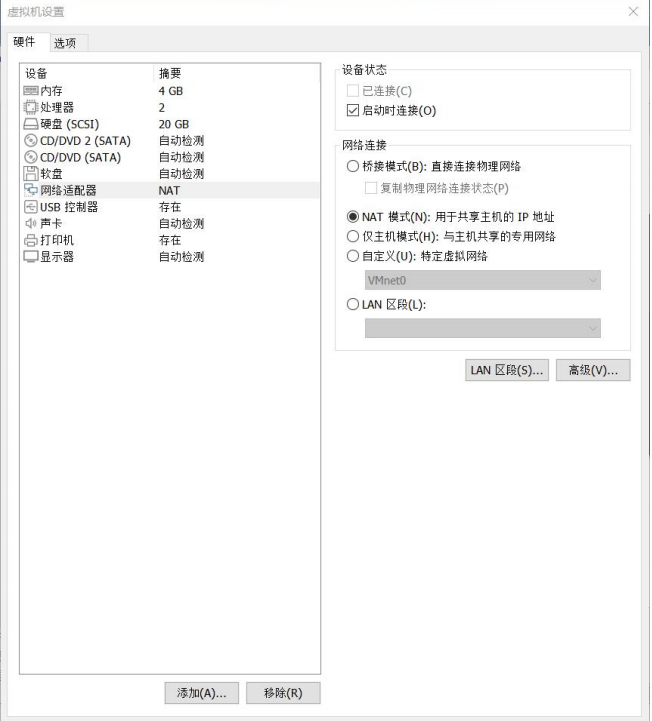 虚拟机设置
硬件 选项
设备 摘要
内存 4 GB
处理器 2
硬盘 (SCSI) 20 GB
CD/DVD 2 (SATA) 自动检测
CD/DVD (SATA) 自动检测
软盘 自动检测
网络适配器 NAT
USB 控制器 存在
声卡 自动检测
打印机 存在
显示器 自动检测
添加(A)... 移除(R)
设备状态
已连接(C)
启动时连接(O)
网络连接
桥接模式(B): 直接连接物理网络
复制物理网络连接状态(P)
NAT 模式(N): 用于共享主机的 IP 地址
仅主机模式(H): 与主机共享的专用网络
自定义(U): 特定虚拟网络
VMnet0
LAN 区段(L):
LAN 区段(S)... 高级(V)...